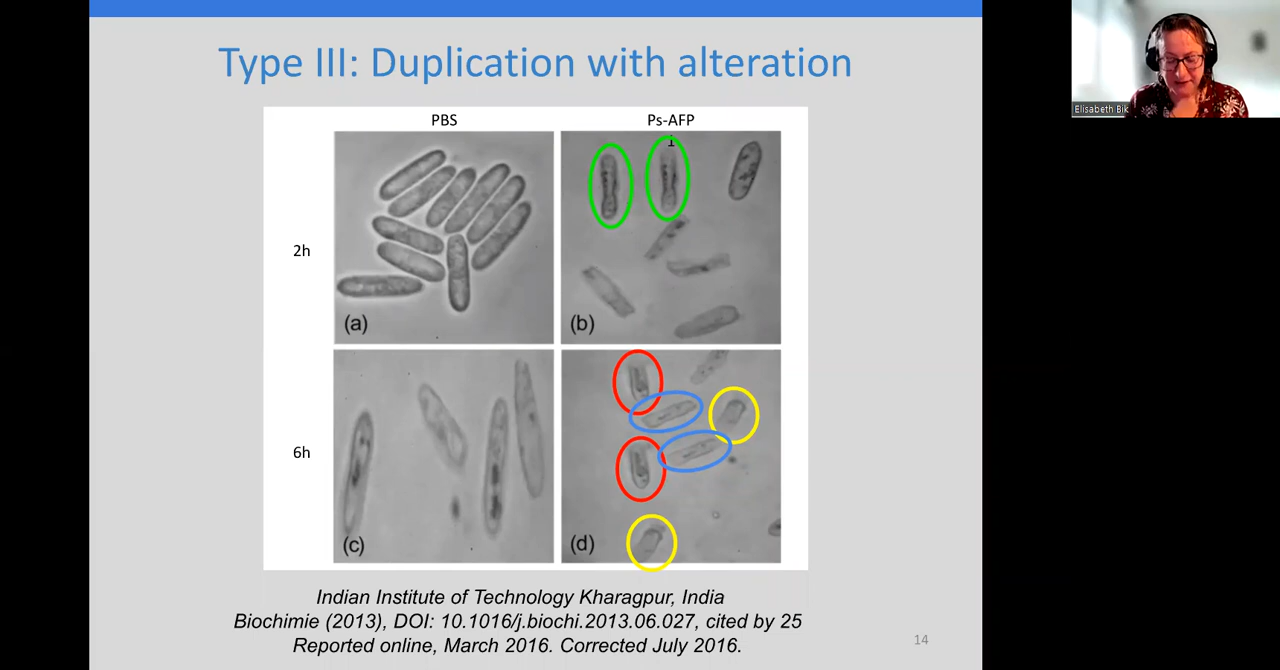 Type III: Duplication with alteration
Elisabeth Bik
PBS
Ps-AFP
1
2h
(a)
(b)
6h
(c)
(d)
Indian Institute of Technology Kharagpur, India
Biochimie (2013), DOI: 10.1016/j.biochi.2013.06.027, cited by 25
Reported online, March 2016. Corrected July 2016.
14